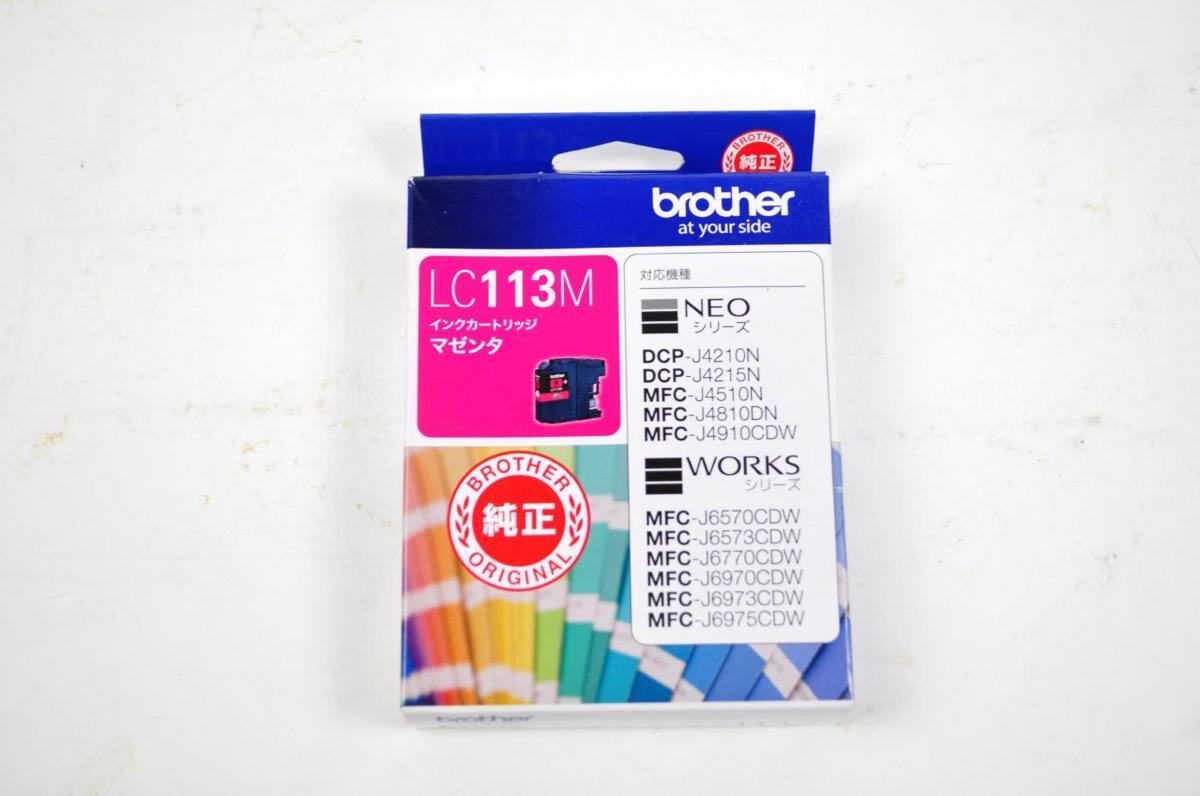 BROTHER
純正
brother
at your side
LC113M
インクカートリッジ
マゼンタ
brother
対応機種
NEO
シリーズ
DCP-J4210N
DCP-J4215N
MFC-J4510N
MFC-J4810DN
MFC-J4910CDW
WORKS
シリーズ
MFC-J6570CDW
MFC-J6573CDW
MFC-J6770CDW
MFC-J6970CDW
MFC-J6973CDW
MFC-J6975CDW
BROTHER
純正
ORIGINAL
brother